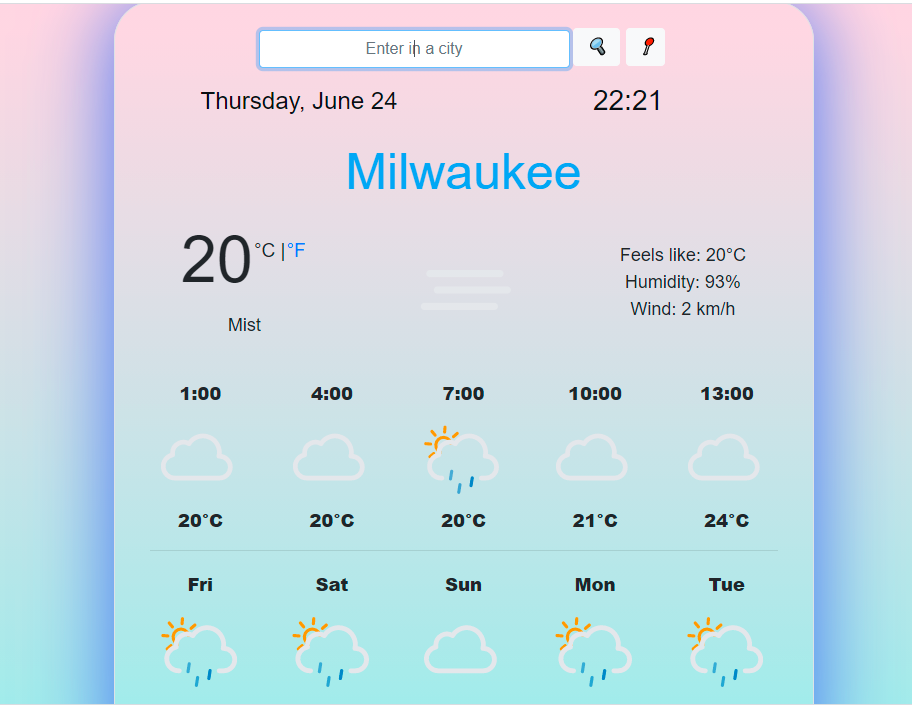 Enter in a city
Thursday, June 24 22:21
Milwaukee
20 °C |°F
Feels like: 20°C
Humidity: 93%
Wind: 2 km/h
Mist
1:00 4:00 7:00 10:00 13:00
20°C 20°C 20°C 21°C 24°C
Fri Sat Sun Mon Tue